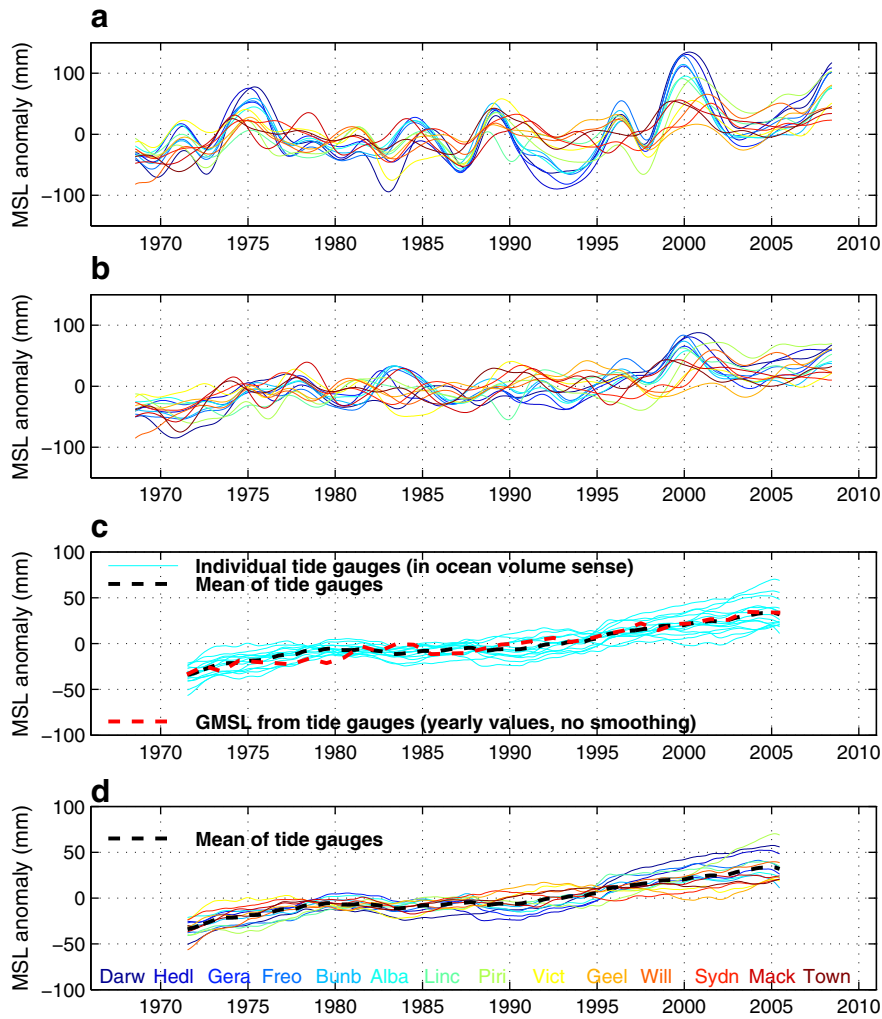 a
MSL anomaly (mm)
100
0
−100
1970 1975 1980 1985 1990 1995 2000 2005 2010
b
MSL anomaly (mm)
100
0
−100
1970 1975 1980 1985 1990 1995 2000 2005 2010
c
MSL anomaly (mm)
100
50
0
−50
−100
Individual tide gauges (in ocean volume sense)
Mean of tide gauges
GMSL from tide gauges (yearly values, no smoothing)
1970 1975 1980 1985 1990 1995 2000 2005 2010
d
MSL anomaly (mm)
100
50
0
−50
−100
Mean of tide gauges
Darw Hedl Gera Freo Bunb Alba Linc Piri Vict Geel Will Sydn Mack Town
1970 1975 1980 1985 1990 1995 2000 2005 2010